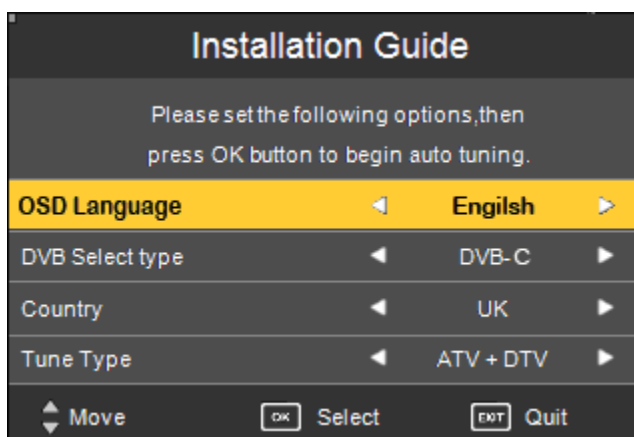 Installation Guide
Please set the following options,then
press OK button to begin auto tuning.
OSD Language Engilsh
DVB Select type DVB-C
Country UK
Tune Type ATV + DTV
Move OK Select EXIT Quit